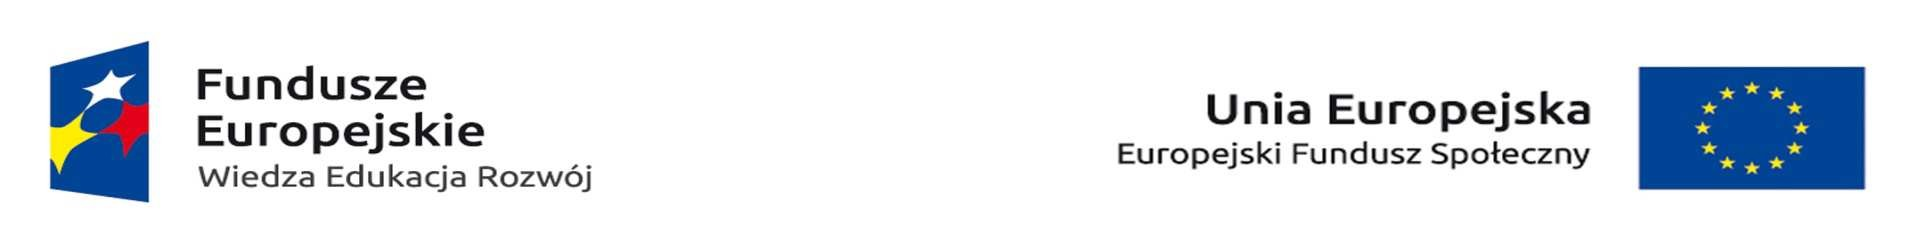 Fundusze
Europejskie
Wiedza Edukacja Rozwój
Unia Europejska
Europejski Fundusz Społeczny